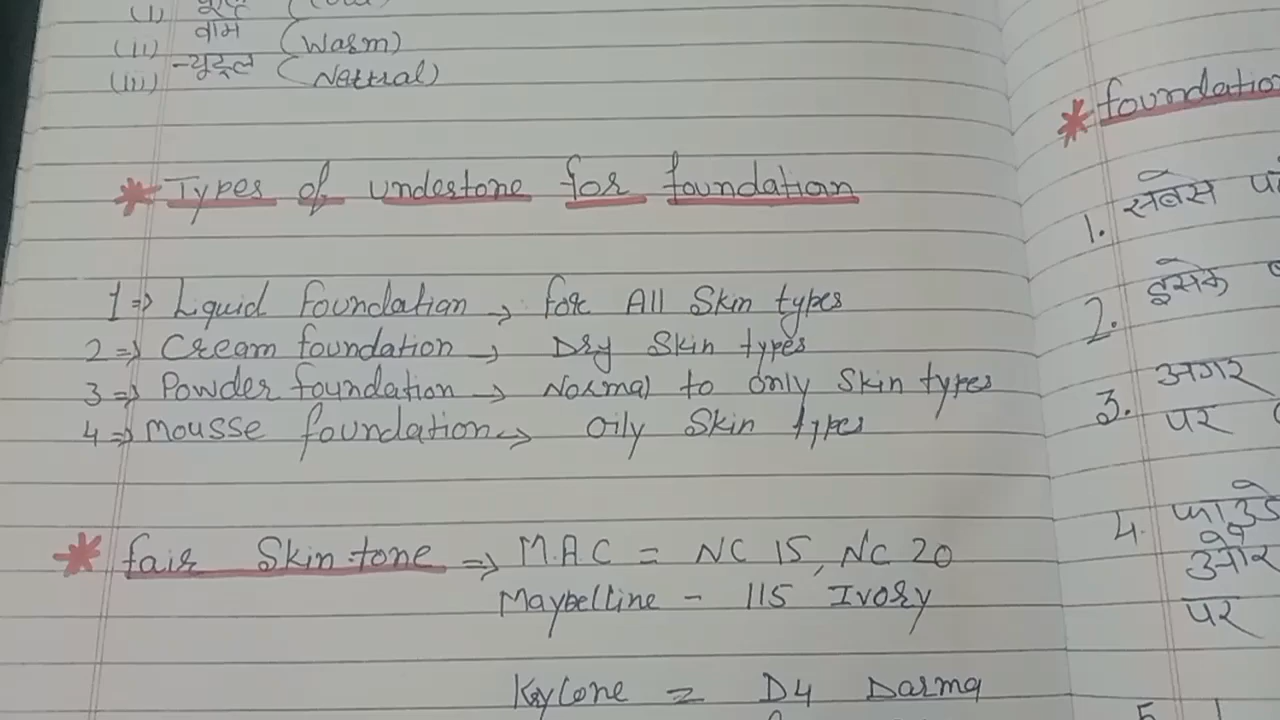 (i)
(ii) वाम (Warm)
(iii) न्यूट्रल (Netural)
* Types of undertone for foundation
1 => Liquid foundation → for All Skin types
2 => Cream foundation → Dry Skin types
3 => Powder foundation → Normal to only Skin types
4 => Mousse foundation → Oily Skin types
* fair Skin tone => M.A.C = NC 15, NC 20
Maybelline - 115 Ivory
= D4 Darma
* foundatio
1. सबसे
2. इसके
3. अगर
पर
4. फाउंडे
और
पर
5